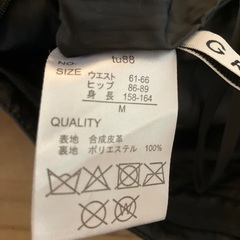 NO. tu88
SIZE ウエスト 61-66
ヒップ 86-89
身長 158-164
M
QUALITY
表地 合成皮革
裏地 ポリエステル 100%
G R